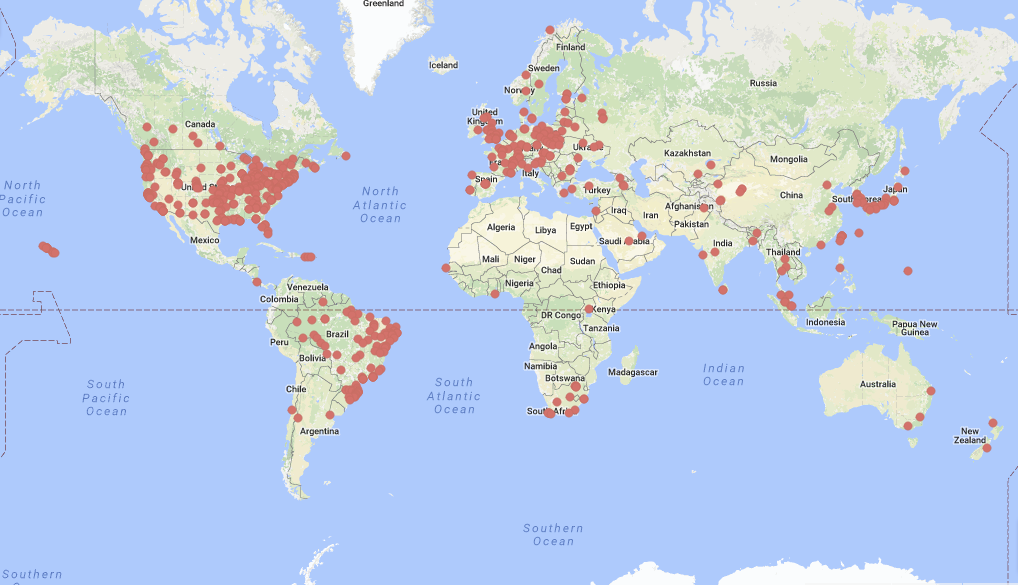 Greenland
Iceland
Finland
Sweden
Norway
Russia
Canada
United
Kingdom
Kazakhstan
Mongolia
North
Pacific
Ocean
United St
North
Atlantic
Ocean
Spain
Italy
Ukraine
Turkey
China
Japan
South Korea
Afghanistan
Iraq
Iran
Pakistan
Mexico
Algeria
Libya
Egypt
Saudi Arabia
India
Thailand
Mali
Niger
Chad
Sudan
Venezuela
Colombia
Nigeria
Ethiopia
DR Congo
Kenya
Indonesia
Papua New
Guinea
Tanzania
Brazil
Peru
Bolivia
Angola
Namibia
Botswana
Madagascar
Indian
Ocean
South
Pacific
Ocean
Chile
South
Atlantic
Ocean
South Afri
Australia
Argentina
New
Zealand
Southern
Ocean
Southern